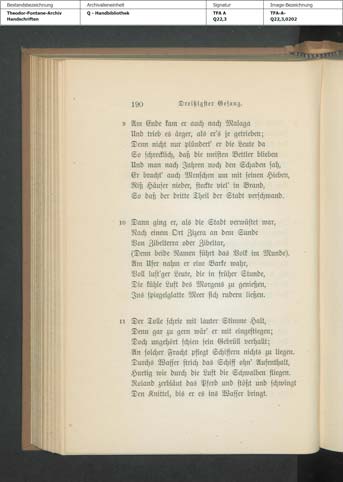 Bestandsbezeichnung
Theodor-Fontane-Archiv
Handschriften
Archivalieneinheit
Q - Handbibliothek
Signatur
TFA A
Q22,3
Image-Bezeichnung
TFA-A-
Q22,3,0202
190 Dreißigster Gesang.
9 Am Ende kam er auch nach Malaga
Und trieb es ärger, als er's je getrieben;
Denn nicht nur plündert' er die Leute da
So schrecklich, daß die meisten Bettler blieben
Und man nach Jahren noch den Schaden sah,
Er bracht' auch Menschen um mit seinen Hieben,
Riß Häuser nieder, steckte viel' in Brand,
So daß der dritte Theil der Stadt verschwand.
10 Dann ging er, als die Stadt verwüstet war,
Nach einem Ort Zizera an dem Sunde
Von Zibelterra oder Zibeltar,
(Denn beide Namen führt das Volk im Munde).
Am Ufer nahm er eine Barke wahr,
Voll lust'ger Leute, die in früher Stunde,
Die kühle Luft des Morgens zu genießen,
Ins spiegelglatte Meer sich rudern ließen.
11 Der Tolle schrie mit lauter Stimme Halt,
Denn gar zu gern wär' er mit eingestiegen;
Doch ungehört schien sein Gebrüll verhallt;
An solcher Fracht pflegt Schiffern nichts zu liegen.
Durchs Wasser strich das Schiff ohn' Aufenthalt,
Hurtig wie durch die Luft die Schwalben fliegen.
Roland zerbläut das Pferd und stößt und schwingt
Den Knittel, bis er es ins Wasser bringt.